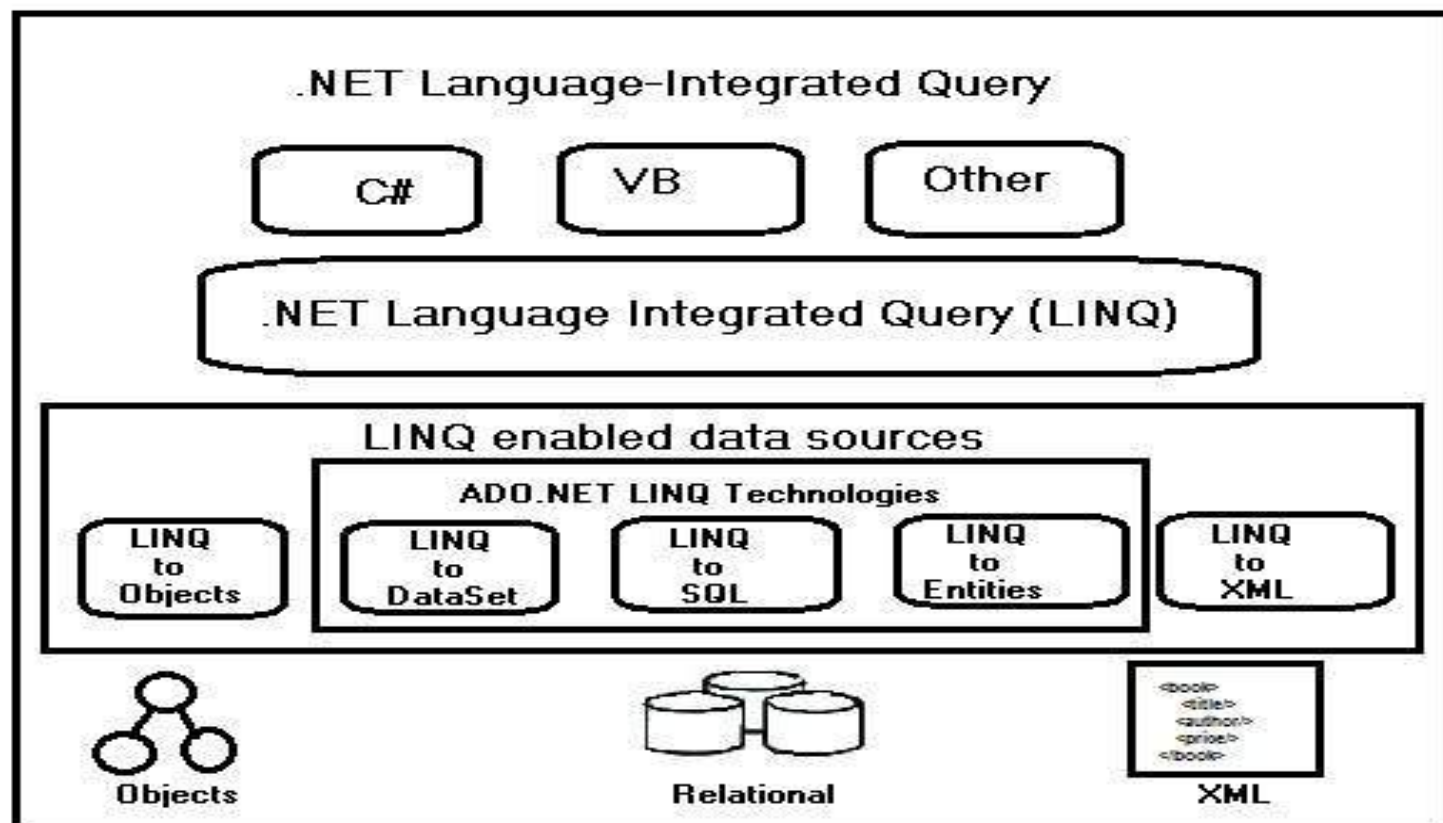 .NET Language-Integrated Query
C#
VB
Other
.NET Language Integrated Query (LINQ)
LINQ enabled data sources
ADO.NET LINQ Technologies
LINQ
to
Objects
LINQ
to
DataSet
LINQ
to
SQL
LINQ
to
Entities
LINQ
to
XML
<book>
<title/>
<author/>
<price/>
</book>
Objects
Relational
XML